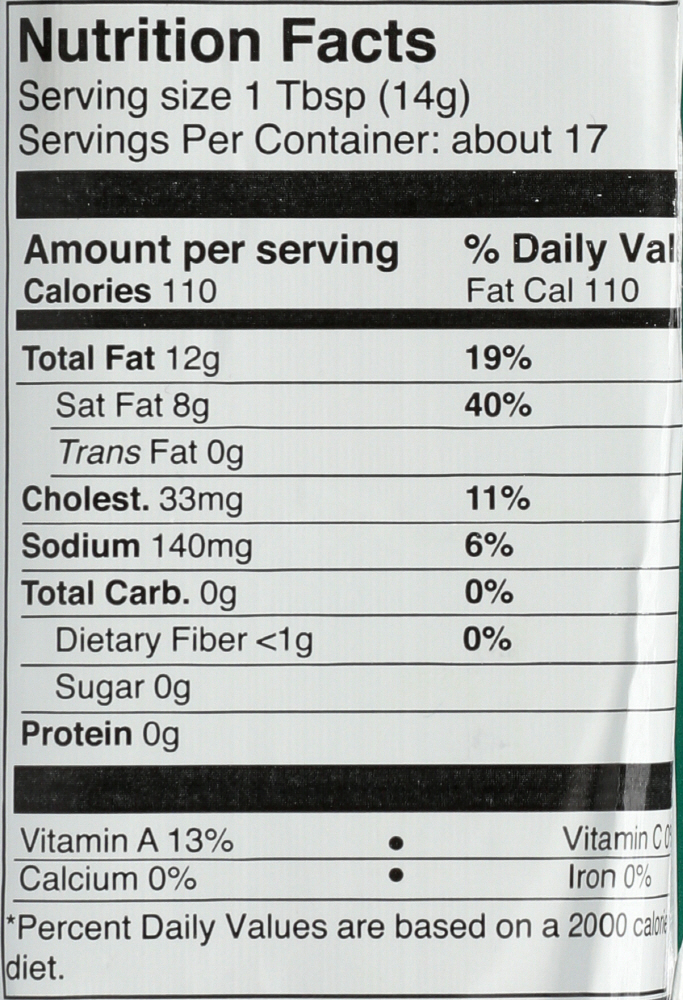 Nutrition Facts
Serving size 1 Tbsp (14g)
Servings Per Container: about 17
Amount per serving % Daily Val
Calories 110 Fat Cal 110
Total Fat 12g 19%
Sat Fat 8g 40%
Trans Fat 0g
Cholest. 33mg 11%
Sodium 140mg 6%
Total Carb. 0g 0%
Dietary Fiber <1g 0%
Sugar 0g
Protein 0g
Vitamin A 13% • Vitamin C 0
Calcium 0% • Iron 0%
*Percent Daily Values are based on a 2000 calorie
diet.